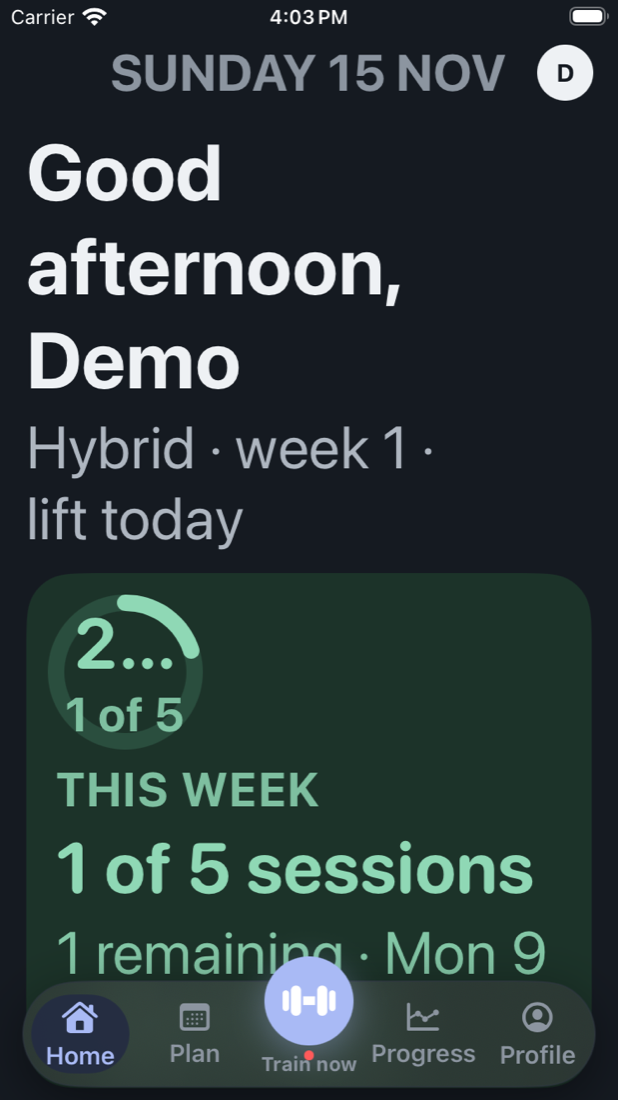 Carrier 4:03 PM
SUNDAY 15 NOV D
Good
afternoon,
Demo
Hybrid · week 1 ·
lift today
2...
1 of 5
THIS WEEK
1 of 5 sessions
1 remaining · Mon 9
Home Plan Train now Progress Profile